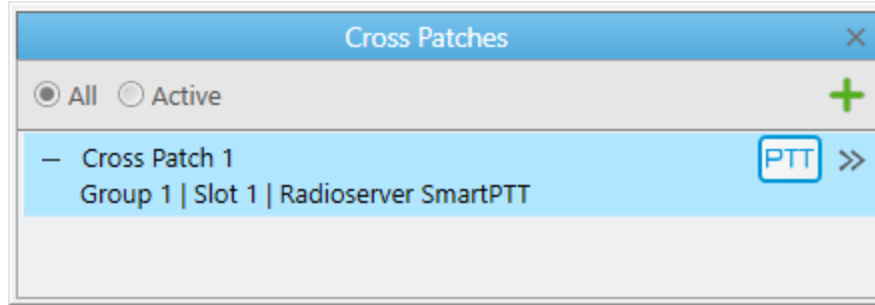 Cross Patches
All Active
Cross Patch 1 PTT
Group 1 | Slot 1 | Radioserver SmartPTT